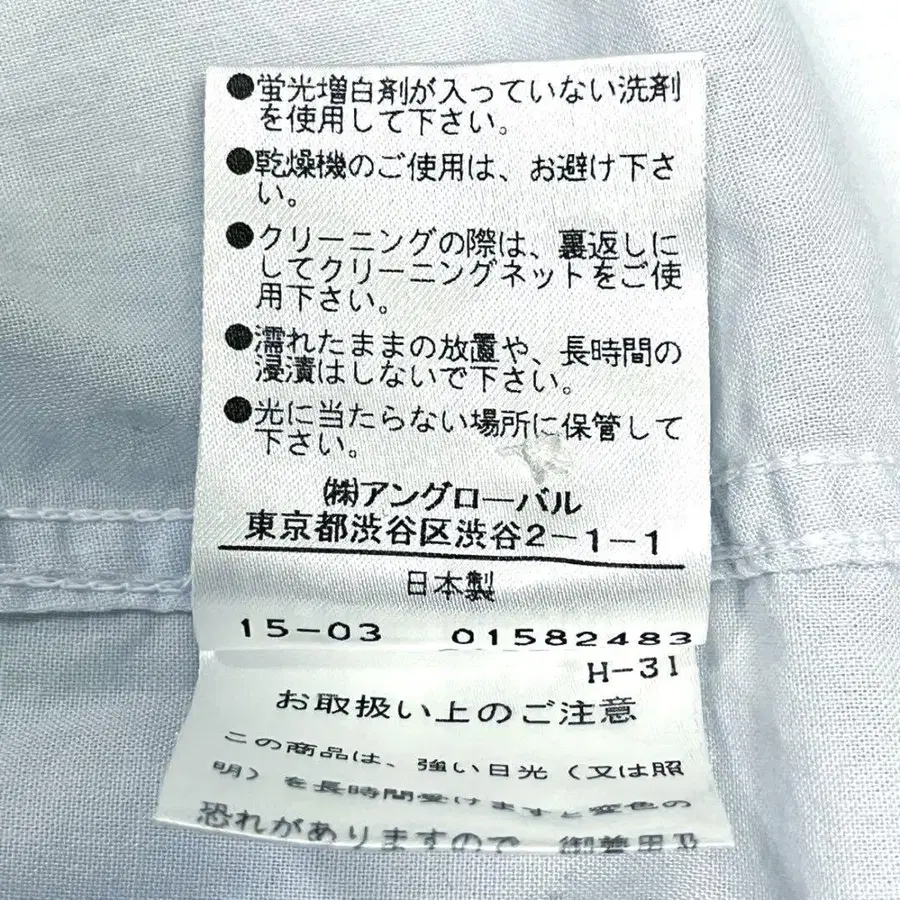 ●蛍光増白剤が入っていない洗剤
を使用して下さい。
●乾燥機のご使用は、お避け下さ
い。
●クリーニングの際は、裏返しに
してクリーニングネットをご使
用下さい。
●濡れたままの放置や、長時間の
浸漬はしないで下さい。
●光に当たらない場所に保管して
下さい。
㈱アングローバル
東京都渋谷区渋谷2-1-1
日本製
15-03 01582483
H-31
お取扱い上のご注意
この商品は、強い日光(又は照
明)を長時間受けますと変色の
恐れがありますので、御着用及